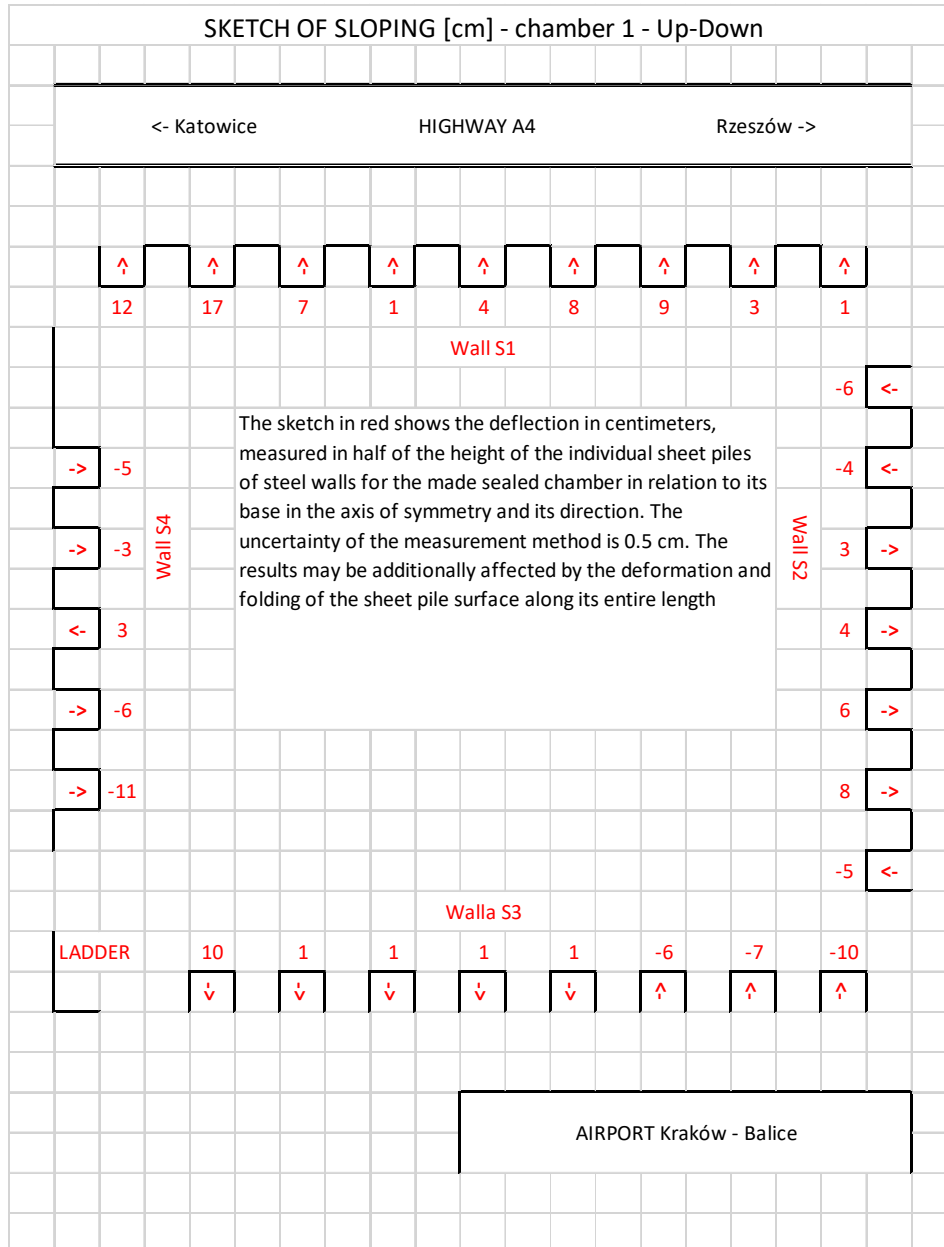 SKETCH OF SLOPING [cm] - chamber 1 - Up-Down
<- Katowice HIGHWAY A4 Rzeszów ->
-> -> -> -> -> -> -> -> ->
12 17 7 1 4 8 9 3 1
Wall S1
-6 <-
The sketch in red shows the deflection in centimeters,
measured in half of the height of the individual sheet piles
of steel walls for the made sealed chamber in relation to its
base in the axis of symmetry and its direction. The
uncertainty of the measurement method is 0.5 cm. The
results may be additionally affected by the deformation and
folding of the sheet pile surface along its entire length
-> -5 -4 <-
Wall S4
Wall S2
-> -3 3 ->
<- 3 4 ->
-> -6 6 ->
-> -11 8 ->
-5 <-
Walla S3
LADDER 10 1 1 1 1 -6 -7 -10
-> -> -> -> -> -> -> ->
AIRPORT Kraków - Balice